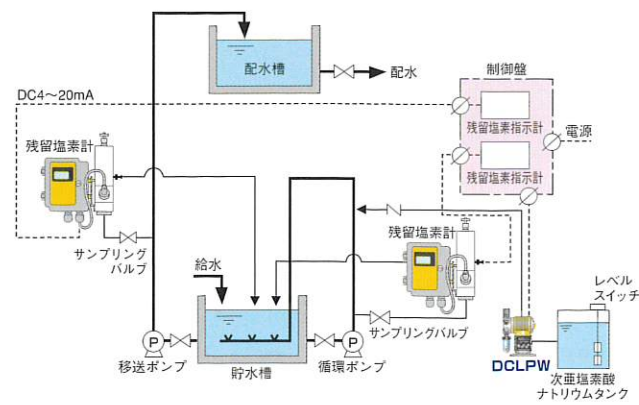 配水槽
配水
制御盤
DC4〜20mA
残留塩素指示計
電源
残留塩素計
残留塩素指示計
サンプリング
バルブ
給水
残留塩素計
レベル
スイッチ
サンプリングバルブ
P
P
移送ポンプ
循環ポンプ
貯水槽
DCLPW
次亜塩素酸
ナトリウムタンク